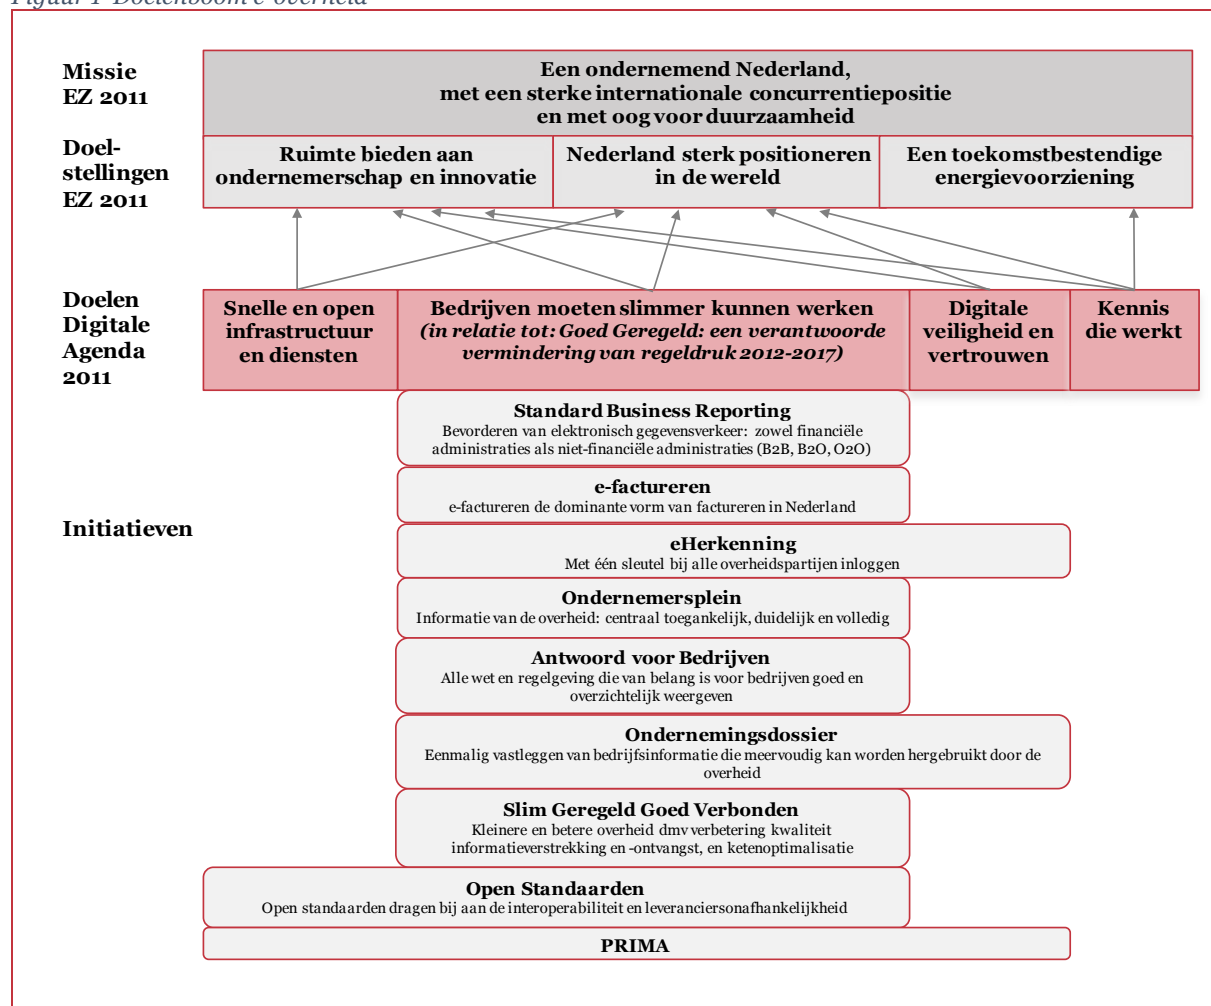 Figuur 1 Doelenboom e-overheid
Missie
EZ 2011
Een ondernemend Nederland,
met een sterke internationale concurrentiepositie
en met oog voor duurzaamheid
Doel-
stellingen
EZ 2011
Ruimte bieden aan
ondernemerschap en innovatie
Nederland sterk positioneren
in de wereld
Een toekomstbestendige
energievoorziening
Doelen
Digitale
Agenda
2011
Snelle en open
infrastructuur
en diensten
Bedrijven moeten slimmer kunnen werken
(in relatie tot: Goed Geregeld: een verantwoorde
vermindering van regeldruk 2012-2017)
Digitale
veiligheid en
vertrouwen
Kennis
die werkt
Initiatieven
Standard Business Reporting
Bevorderen van elektronisch gegevensverkeer: zowel financiële
administraties als niet-financiële administraties (B2B, B2O, O2O)
e-factureren
e-factureren de dominante vorm van factureren in Nederland
eHerkenning
Met één sleutel bij alle overheidspartijen inloggen
Ondernemersplein
Informatie van de overheid: centraal toegankelijk, duidelijk en volledig
Antwoord voor Bedrijven
Alle wet en regelgeving die van belang is voor bedrijven goed en
overzichtelijk weergeven
Ondernemingsdossier
Eenmalig vastleggen van bedrijfsinformatie die meervoudig kan worden hergebruikt door de
overheid
Slim Geregeld Goed Verbonden
Kleinere en betere overheid dmv verbetering kwaliteit
informatieverstrekking en -ontvangst, en ketenoptimalisatie
Open Standaarden
Open standaarden dragen bij aan de interoperabiliteit en leveranciersonafhankelijkheid
PRIMA